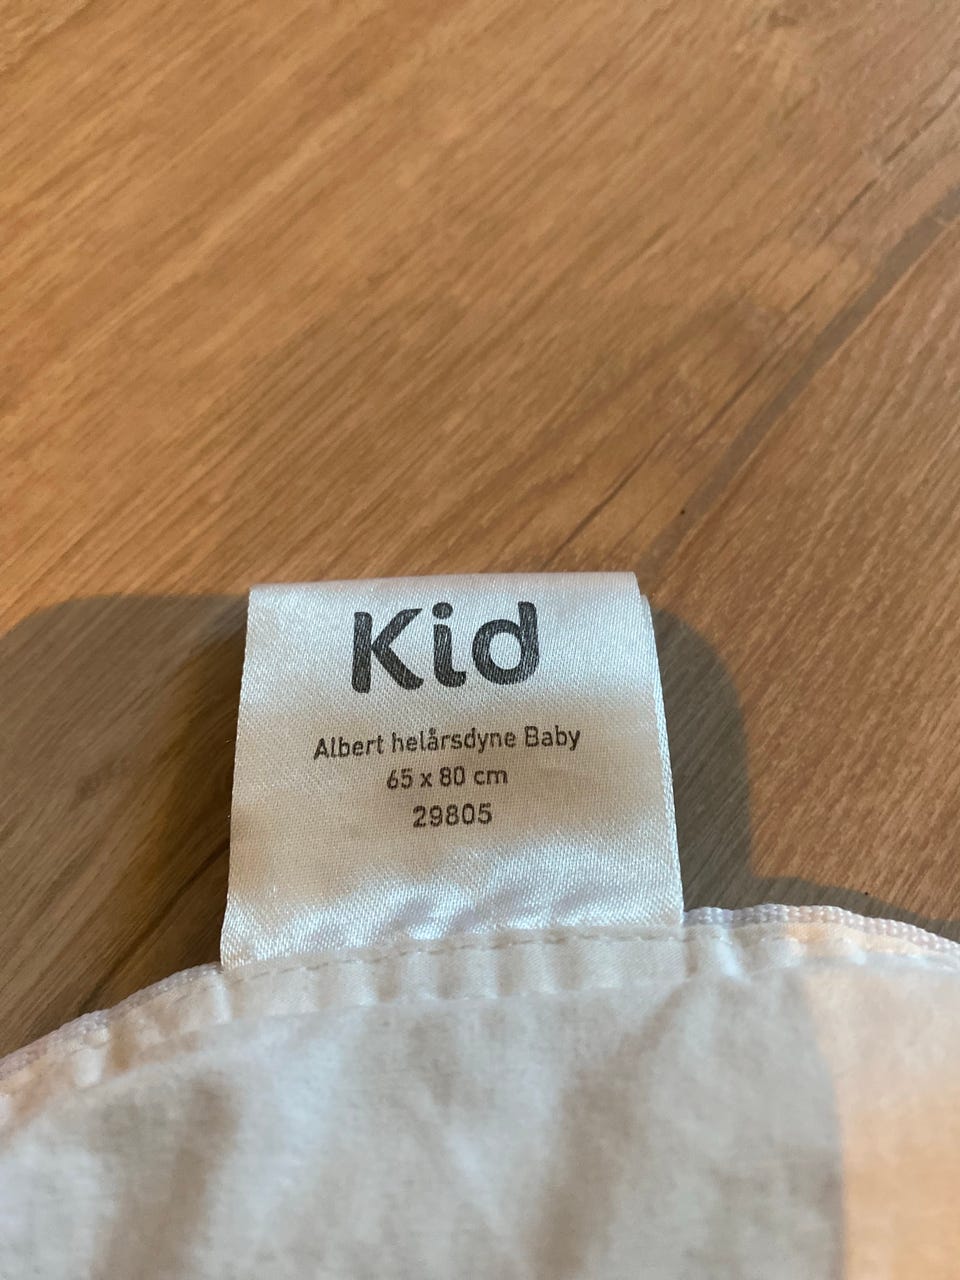 Kid
Albert helårsdyne Baby
65 x 80 cm
29805